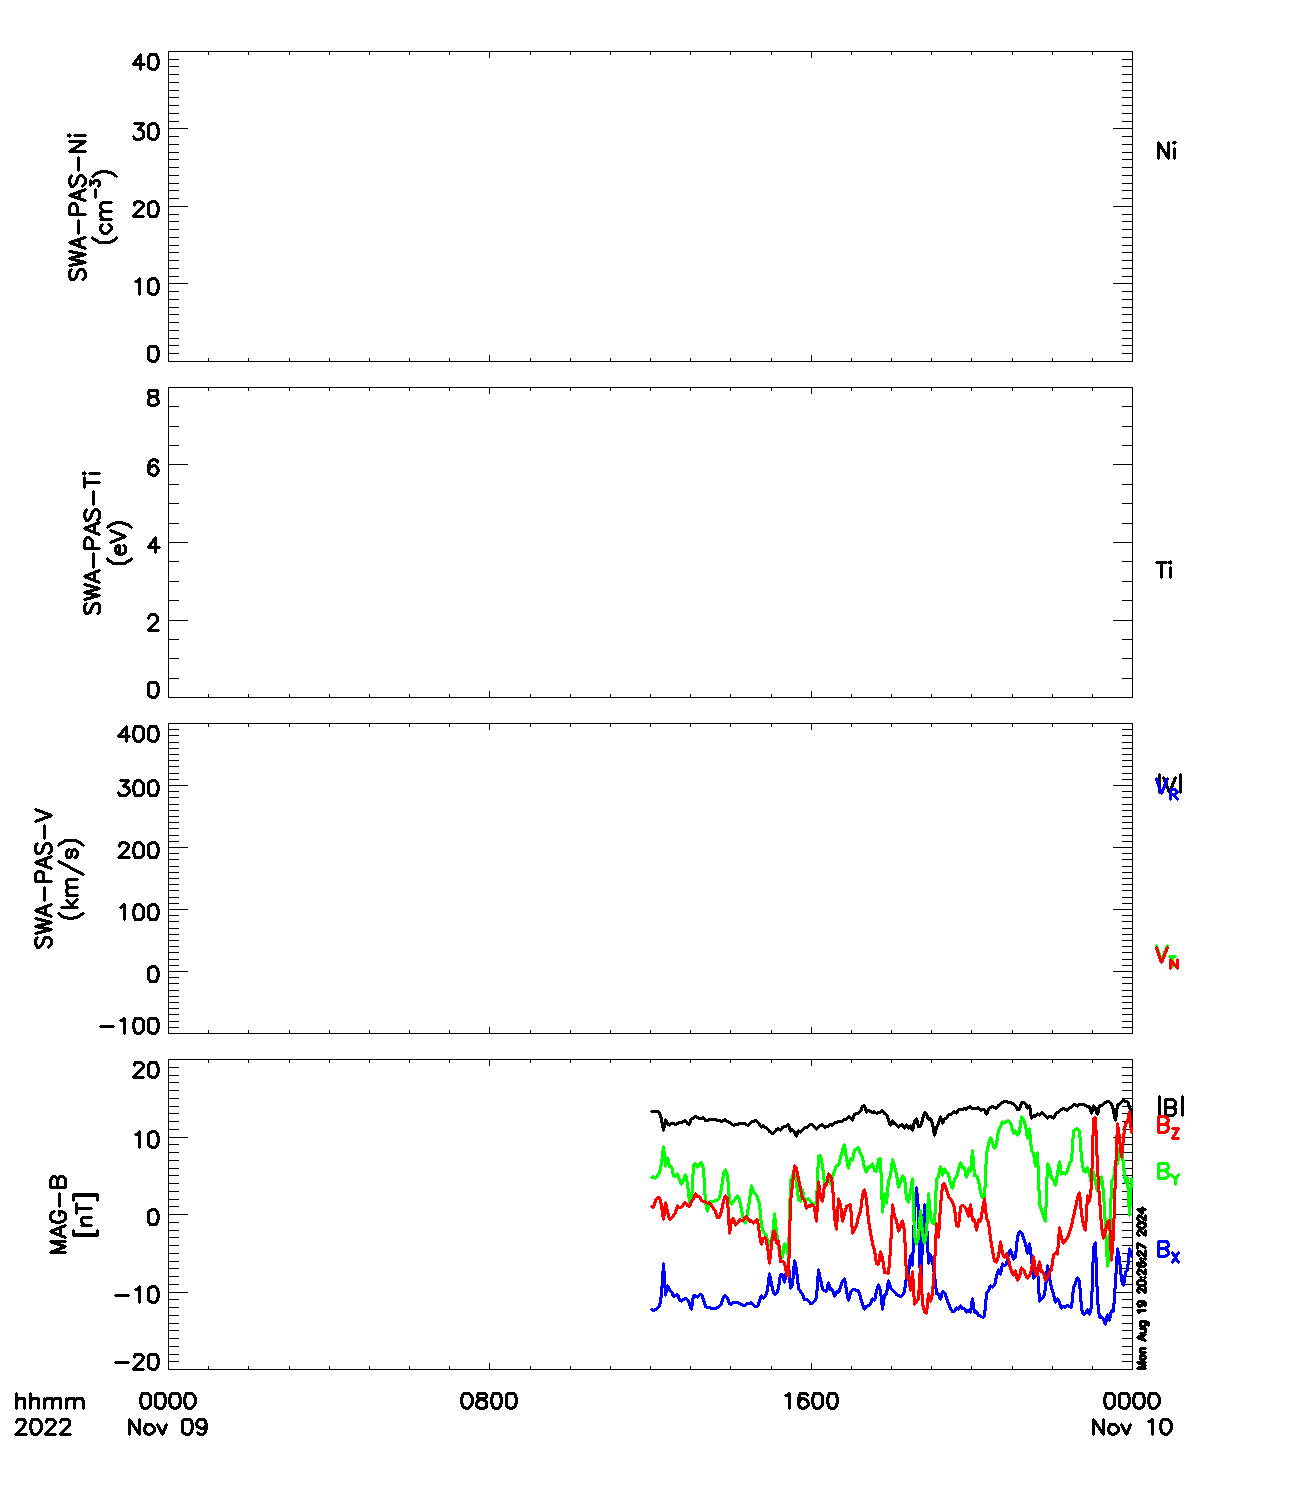 40
30
20
10
0
SWA-PAS-Ni
(cm-3)
Ni
8
6
4
2
0
SWA-PAS-Ti
(eV)
Ti
400
300
200
100
0
-100
SWA-PAS-V
(km/s)
|V|
VR
VT
VN
20
10
0
-10
-20
MAG-B
[nT]
|B|
BZ
BY
BX
Mon Aug 19 20:26:27 2024
hhmm 0000 0800 1600 0000
2022 Nov 09 Nov 10